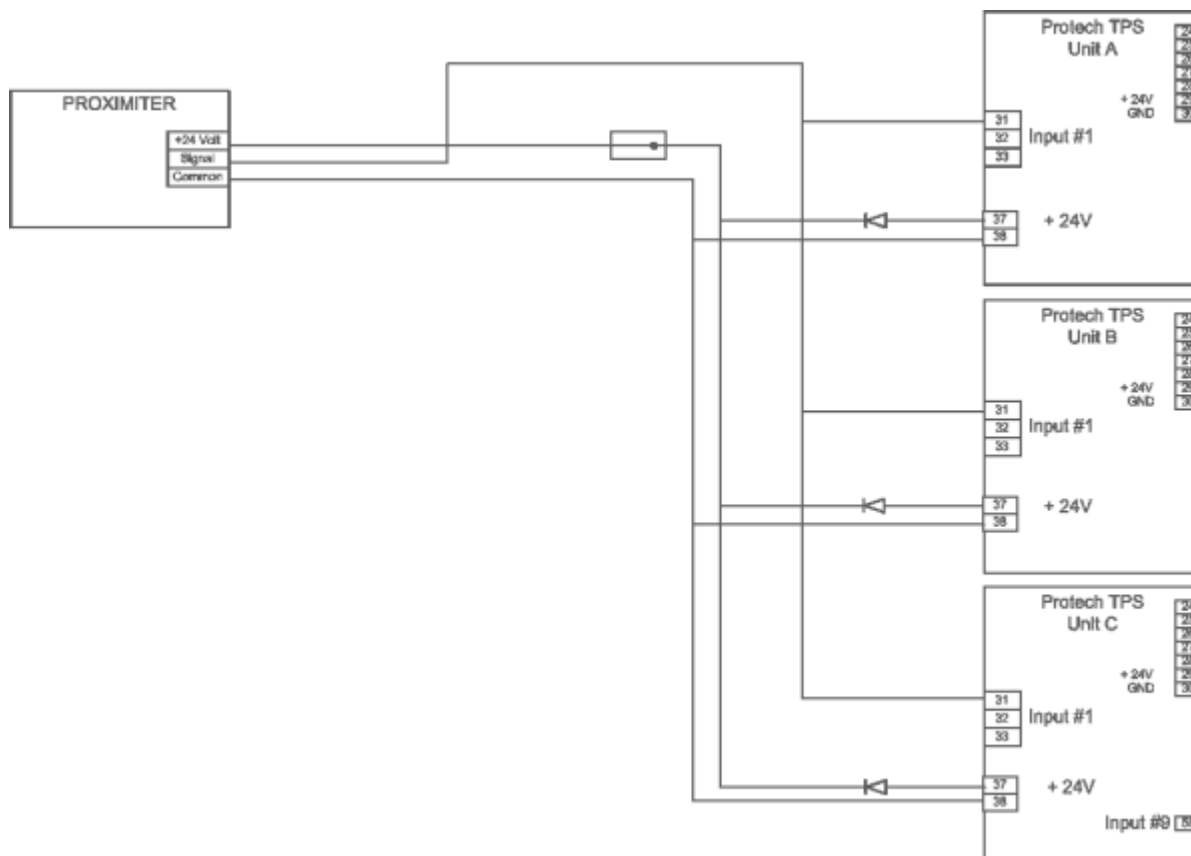 PROXIMITER
+24 Volt
Signal
Common
Protech TPS
Unit A
+ 24V
GND
31
32
33
Input #1
37
38
+ 24V
Protech TPS
Unit B
+ 24V
GND
31
32
33
Input #1
37
38
+ 24V
Protech TPS
Unit C
+ 24V
GND
31
32
33
Input #1
37
38
+ 24V
Input #9